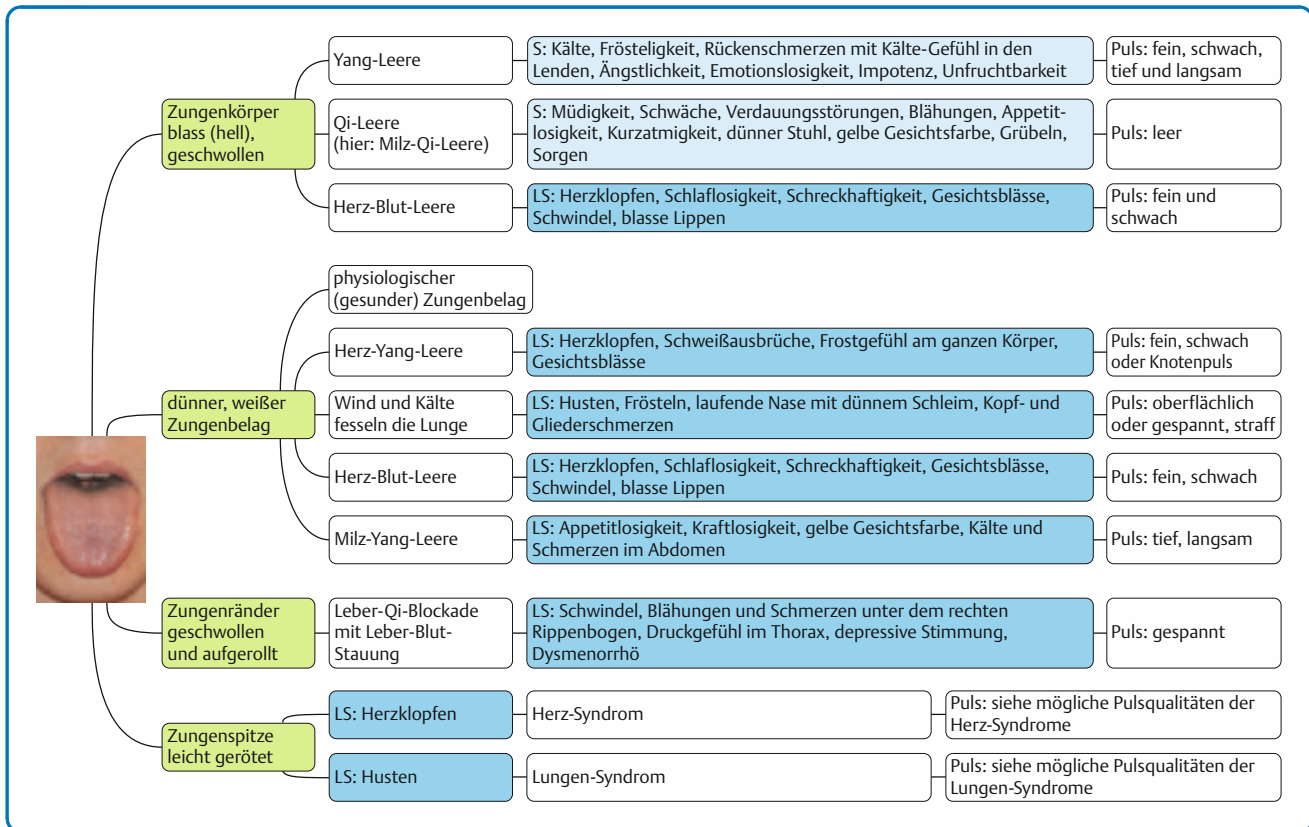 Zungenkörper
blass (hell),
geschwollen
Yang-Leere
S: Kälte, Frösteligkeit, Rückenschmerzen mit Kälte-Gefühl in den
Lenden, Ängstlichkeit, Emotionslosigkeit, Impotenz, Unfruchtbarkeit
Puls: fein, schwach,
tief und langsam
Qi-Leere
(hier: Milz-Qi-Leere)
S: Müdigkeit, Schwäche, Verdauungsstörungen, Blähungen, Appetit-
losigkeit, Kurzatmigkeit, dünner Stuhl, gelbe Gesichtsfarbe, Grübeln,
Sorgen
Puls: leer
Herz-Blut-Leere
LS: Herzklopfen, Schlaflosigkeit, Schreckhaftigkeit, Gesichtsblässe,
Schwindel, blasse Lippen
Puls: fein und
schwach
dünner, weißer
Zungenbelag
physiologischer
(gesunder) Zungenbelag
Herz-Yang-Leere
LS: Herzklopfen, Schweißausbrüche, Frostgefühl am ganzen Körper,
Gesichtsblässe
Puls: fein, schwach
oder Knotenpuls
Wind und Kälte
fesseln die Lunge
LS: Husten, Frösteln, laufende Nase mit dünnem Schleim, Kopf- und
Gliederschmerzen
Puls: oberflächlich
oder gespannt, straff
Herz-Blut-Leere
LS: Herzklopfen, Schlaflosigkeit, Schreckhaftigkeit, Gesichtsblässe,
Schwindel, blasse Lippen
Puls: fein, schwach
Milz-Yang-Leere
LS: Appetitlosigkeit, Kraftlosigkeit, gelbe Gesichtsfarbe, Kälte und
Schmerzen im Abdomen
Puls: tief, langsam
Zungenränder
geschwollen
und aufgerollt
Leber-Qi-Blockade
mit Leber-Blut-
Stauung
LS: Schwindel, Blähungen und Schmerzen unter dem rechten
Rippenbogen, Druckgefühl im Thorax, depressive Stimmung,
Dysmenorrhö
Puls: gespannt
Zungenspitze
leicht gerötet
LS: Herzklopfen
Herz-Syndrom
Puls: siehe mögliche Pulsqualitäten der
Herz-Syndrome
LS: Husten
Lungen-Syndrom
Puls: siehe mögliche Pulsqualitäten der
Lungen-Syndrome